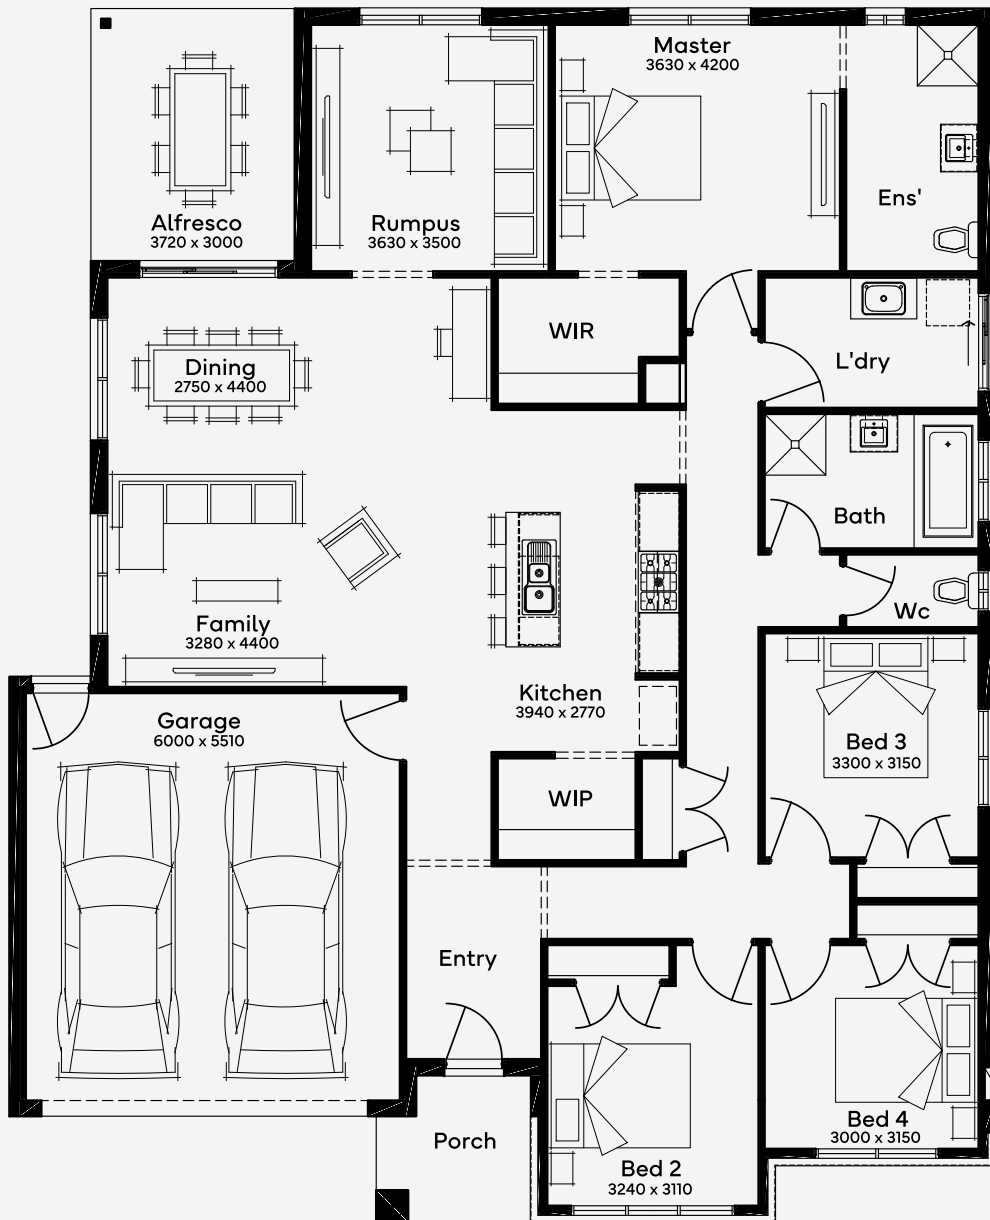 Master
3630 x 4200
Ens'
Alfresco
3720 x 3000
Rumpus
3630 x 3500
WIR
L'dry
Dining
2750 x 4400
Bath
Wc
Family
3280 x 4400
Kitchen
3940 x 2770
Garage
6000 x 5510
Bed 3
3300 x 3150
WIP
Entry
Porch
Bed 4
3000 x 3150
Bed 2
3240 x 3110